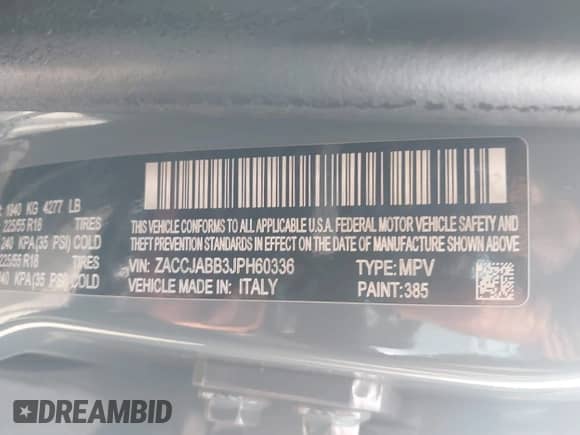 1940 KG 4277 LB
225/55 R18 TIRES
240 KPA(35 PSI) COLD
225/55 R18 TIRES
240 KPA(35 PSI) COLD
THIS VEHICLE CONFORMS TO ALL APPLICABLE U.S.A. FEDERAL MOTOR VEHICLE SAFETY AND
THEFT PREVENTION STANDARDS IN EFFECT ON THE DATE OF MANUFACTURE SHOWN ABOVE.
VIN: ZACCJABB3JPH60336 TYPE: MPV
VEHICLE MADE IN: ITALY PAINT: 385
DREAMBID